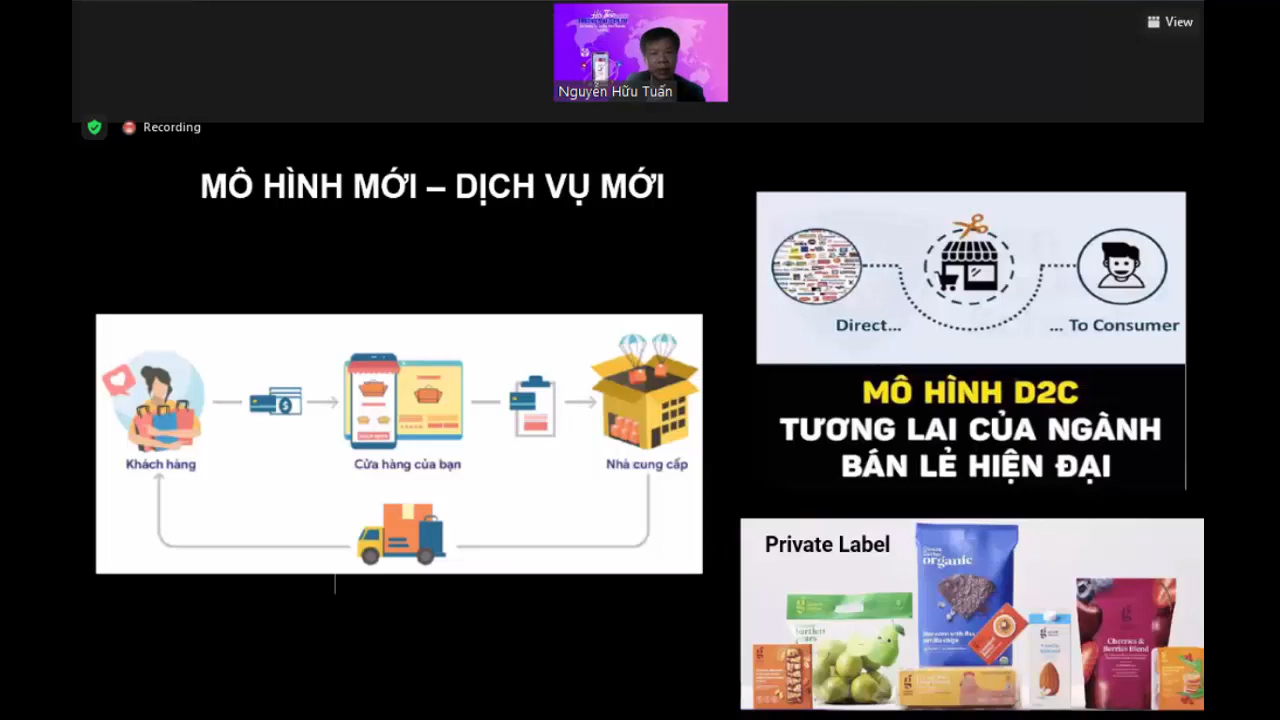 View
Nguyễn Hữu Tuấn
Recording
MÔ HÌNH MỚI – DỊCH VỤ MỚI
Direct...
... To Consumer
MÔ HÌNH D2C
TƯƠNG LAI CỦA NGÀNH
BÁN LẺ HIỆN ĐẠI
Khách hàng
Cửa hàng của bạn
Nhà cung cấp
Private Label
organic
Cherries &
Berries Blend